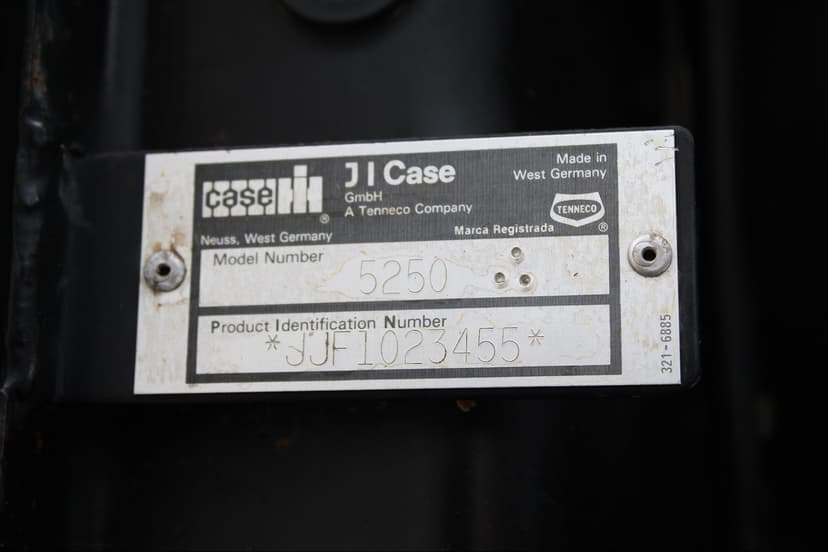 case IH ®
J I Case
GmbH
A Tenneco Company
Made in
West Germany
TENNECO
®
Neuss, West Germany
Marca Registrada
Model Number
5250
Product Identification Number
*JJF1023455*
321-6885